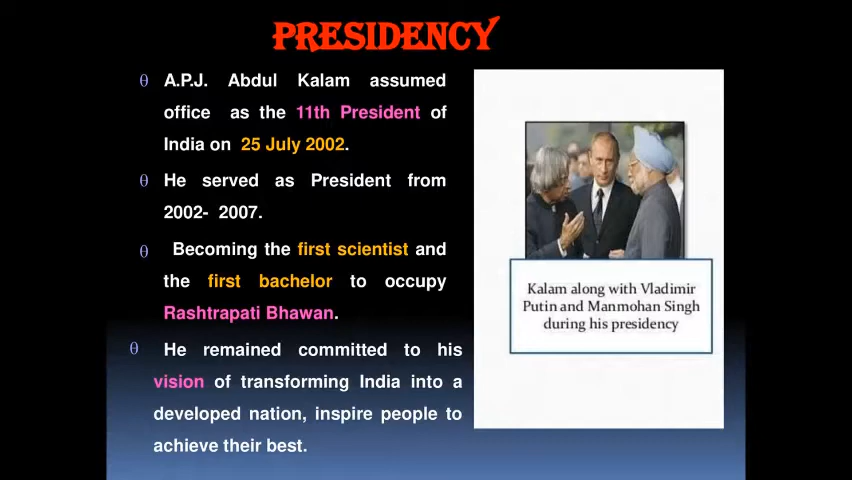 PRESIDENCY
θ A.P.J. Abdul Kalam assumed
office as the 11th President of
India on 25 July 2002.
θ He served as President from
2002- 2007.
θ Becoming the first scientist and
the first bachelor to occupy
Rashtrapati Bhawan.
θ He remained committed to his
vision of transforming India into a
developed nation, inspire people to
achieve their best.
Kalam along with Vladimir
Putin and Manmohan Singh
during his presidency